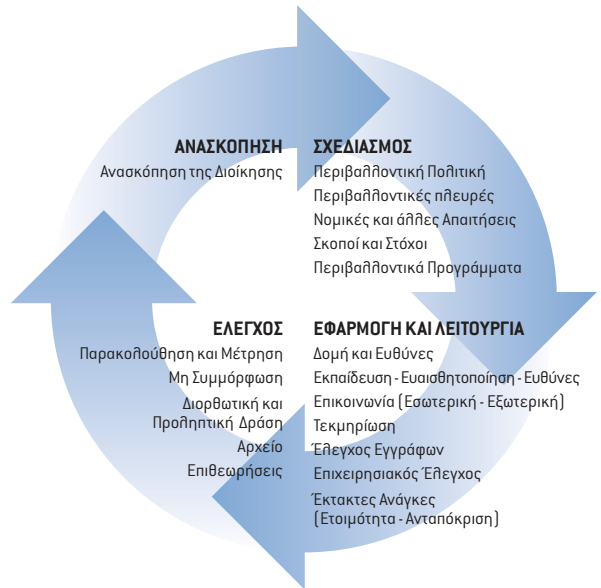 ΑΝΑΣΚΟΠΗΣΗ
Ανασκόπηση της Διοίκησης
ΣΧΕΔΙΑΣΜΟΣ
Περιβαλλοντική Πολιτική
Περιβαλλοντικές πλευρές
Νομικές και άλλες Απαιτήσεις
Σκοποί και Στόχοι
Περιβαλλοντικά Προγράμματα
ΕΛΕΓΧΟΣ
Παρακολούθηση και Μέτρηση
Μη Συμμόρφωση
Διορθωτική και
Προληπτική Δράση
Αρχείο
Επιθεωρήσεις
ΕΦΑΡΜΟΓΗ ΚΑΙ ΛΕΙΤΟΥΡΓΙΑ
Δομή και Ευθύνες
Εκπαίδευση - Ευαισθητοποίηση - Ευθύνες
Επικοινωνία (Εσωτερική - Εξωτερική)
Τεκμηρίωση
Έλεγχος Εγγράφων
Επιχειρησιακός Έλεγχος
Έκτακτες Ανάγκες
(Ετοιμότητα - Ανταπόκριση)